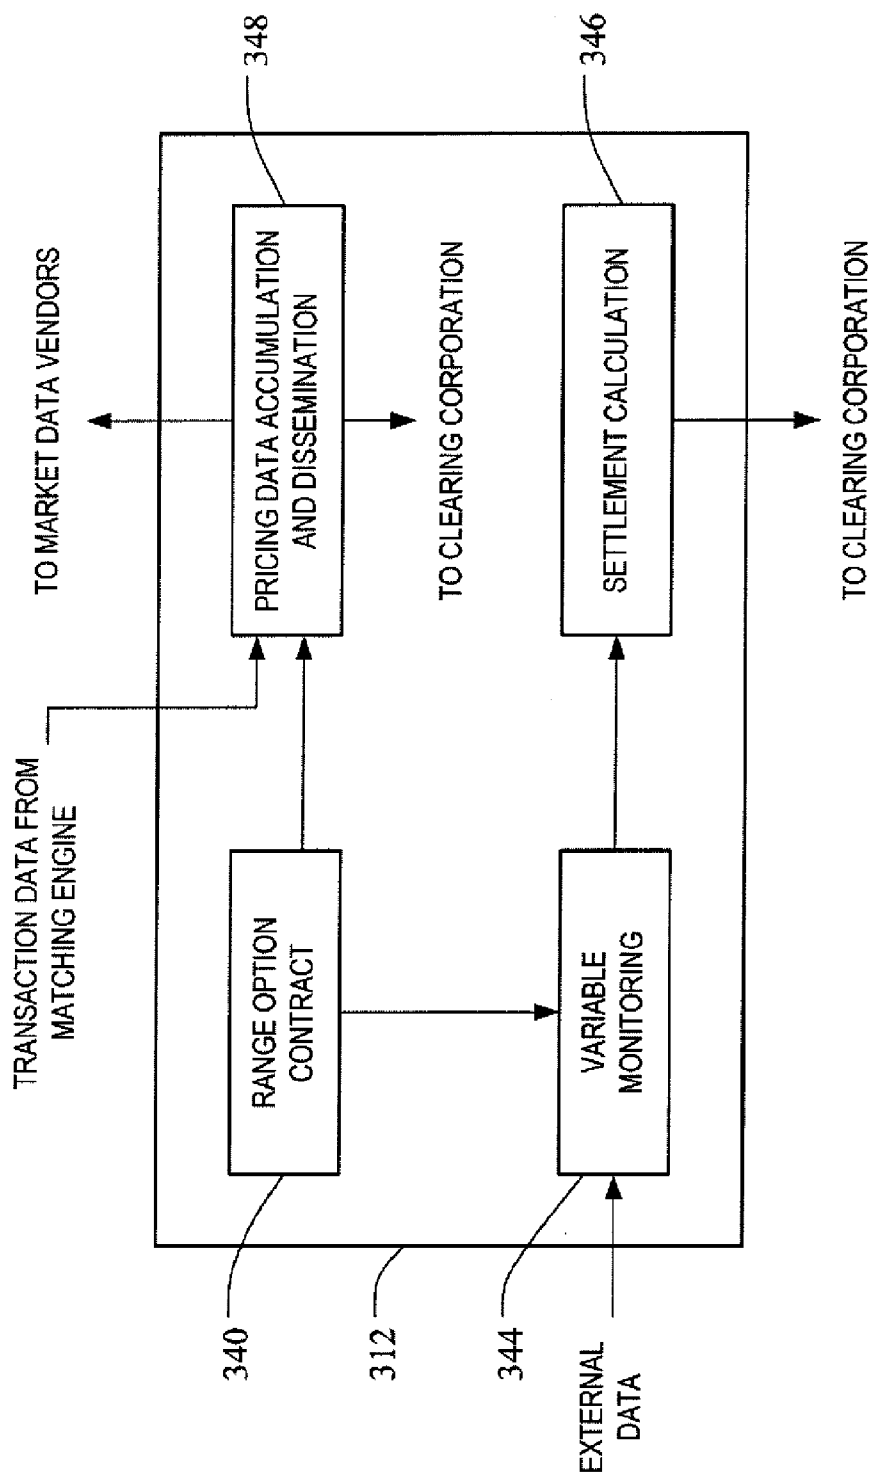 TRANSACTION DATA FROM
MATCHING ENGINE
TO MARKET DATA VENDORS
348
RANGE OPTION
CONTRACT
PRICING DATA ACCUMULATION
AND DISSEMINATION
340
TO CLEARING CORPORATION
312
346
344
VARIABLE
MONITORING
SETTLEMENT CALCULATION
EXTERNAL
DATA
TO CLEARING CORPORATION